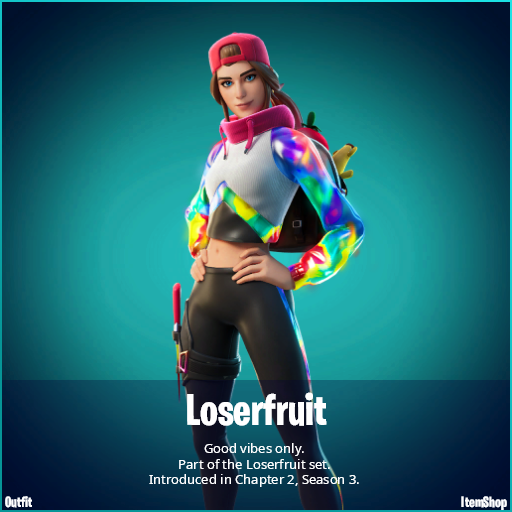 Loserfruit
Good vibes only.
Part of the Loserfruit set.
Introduced in Chapter 2, Season 3.
Outfit
ItemShop